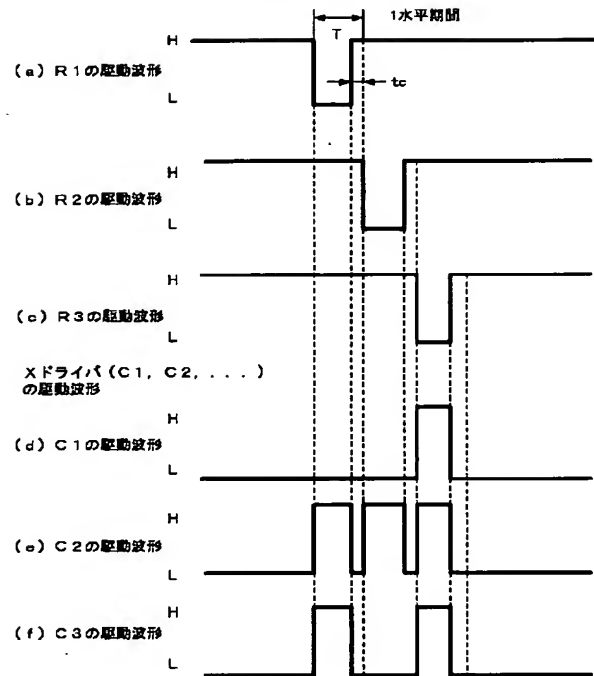 1水平期間
H
T
(a) R1の駆動波形
tc
L
H
(b) R2の駆動波形
L
H
(c) R3の駆動波形
L
Xドライバ(C1, C2, . . . . )
の駆動波形
H
(d) C1の駆動波形
L
H
(e) C2の駆動波形
L
H
(f) C3の駆動波形
L